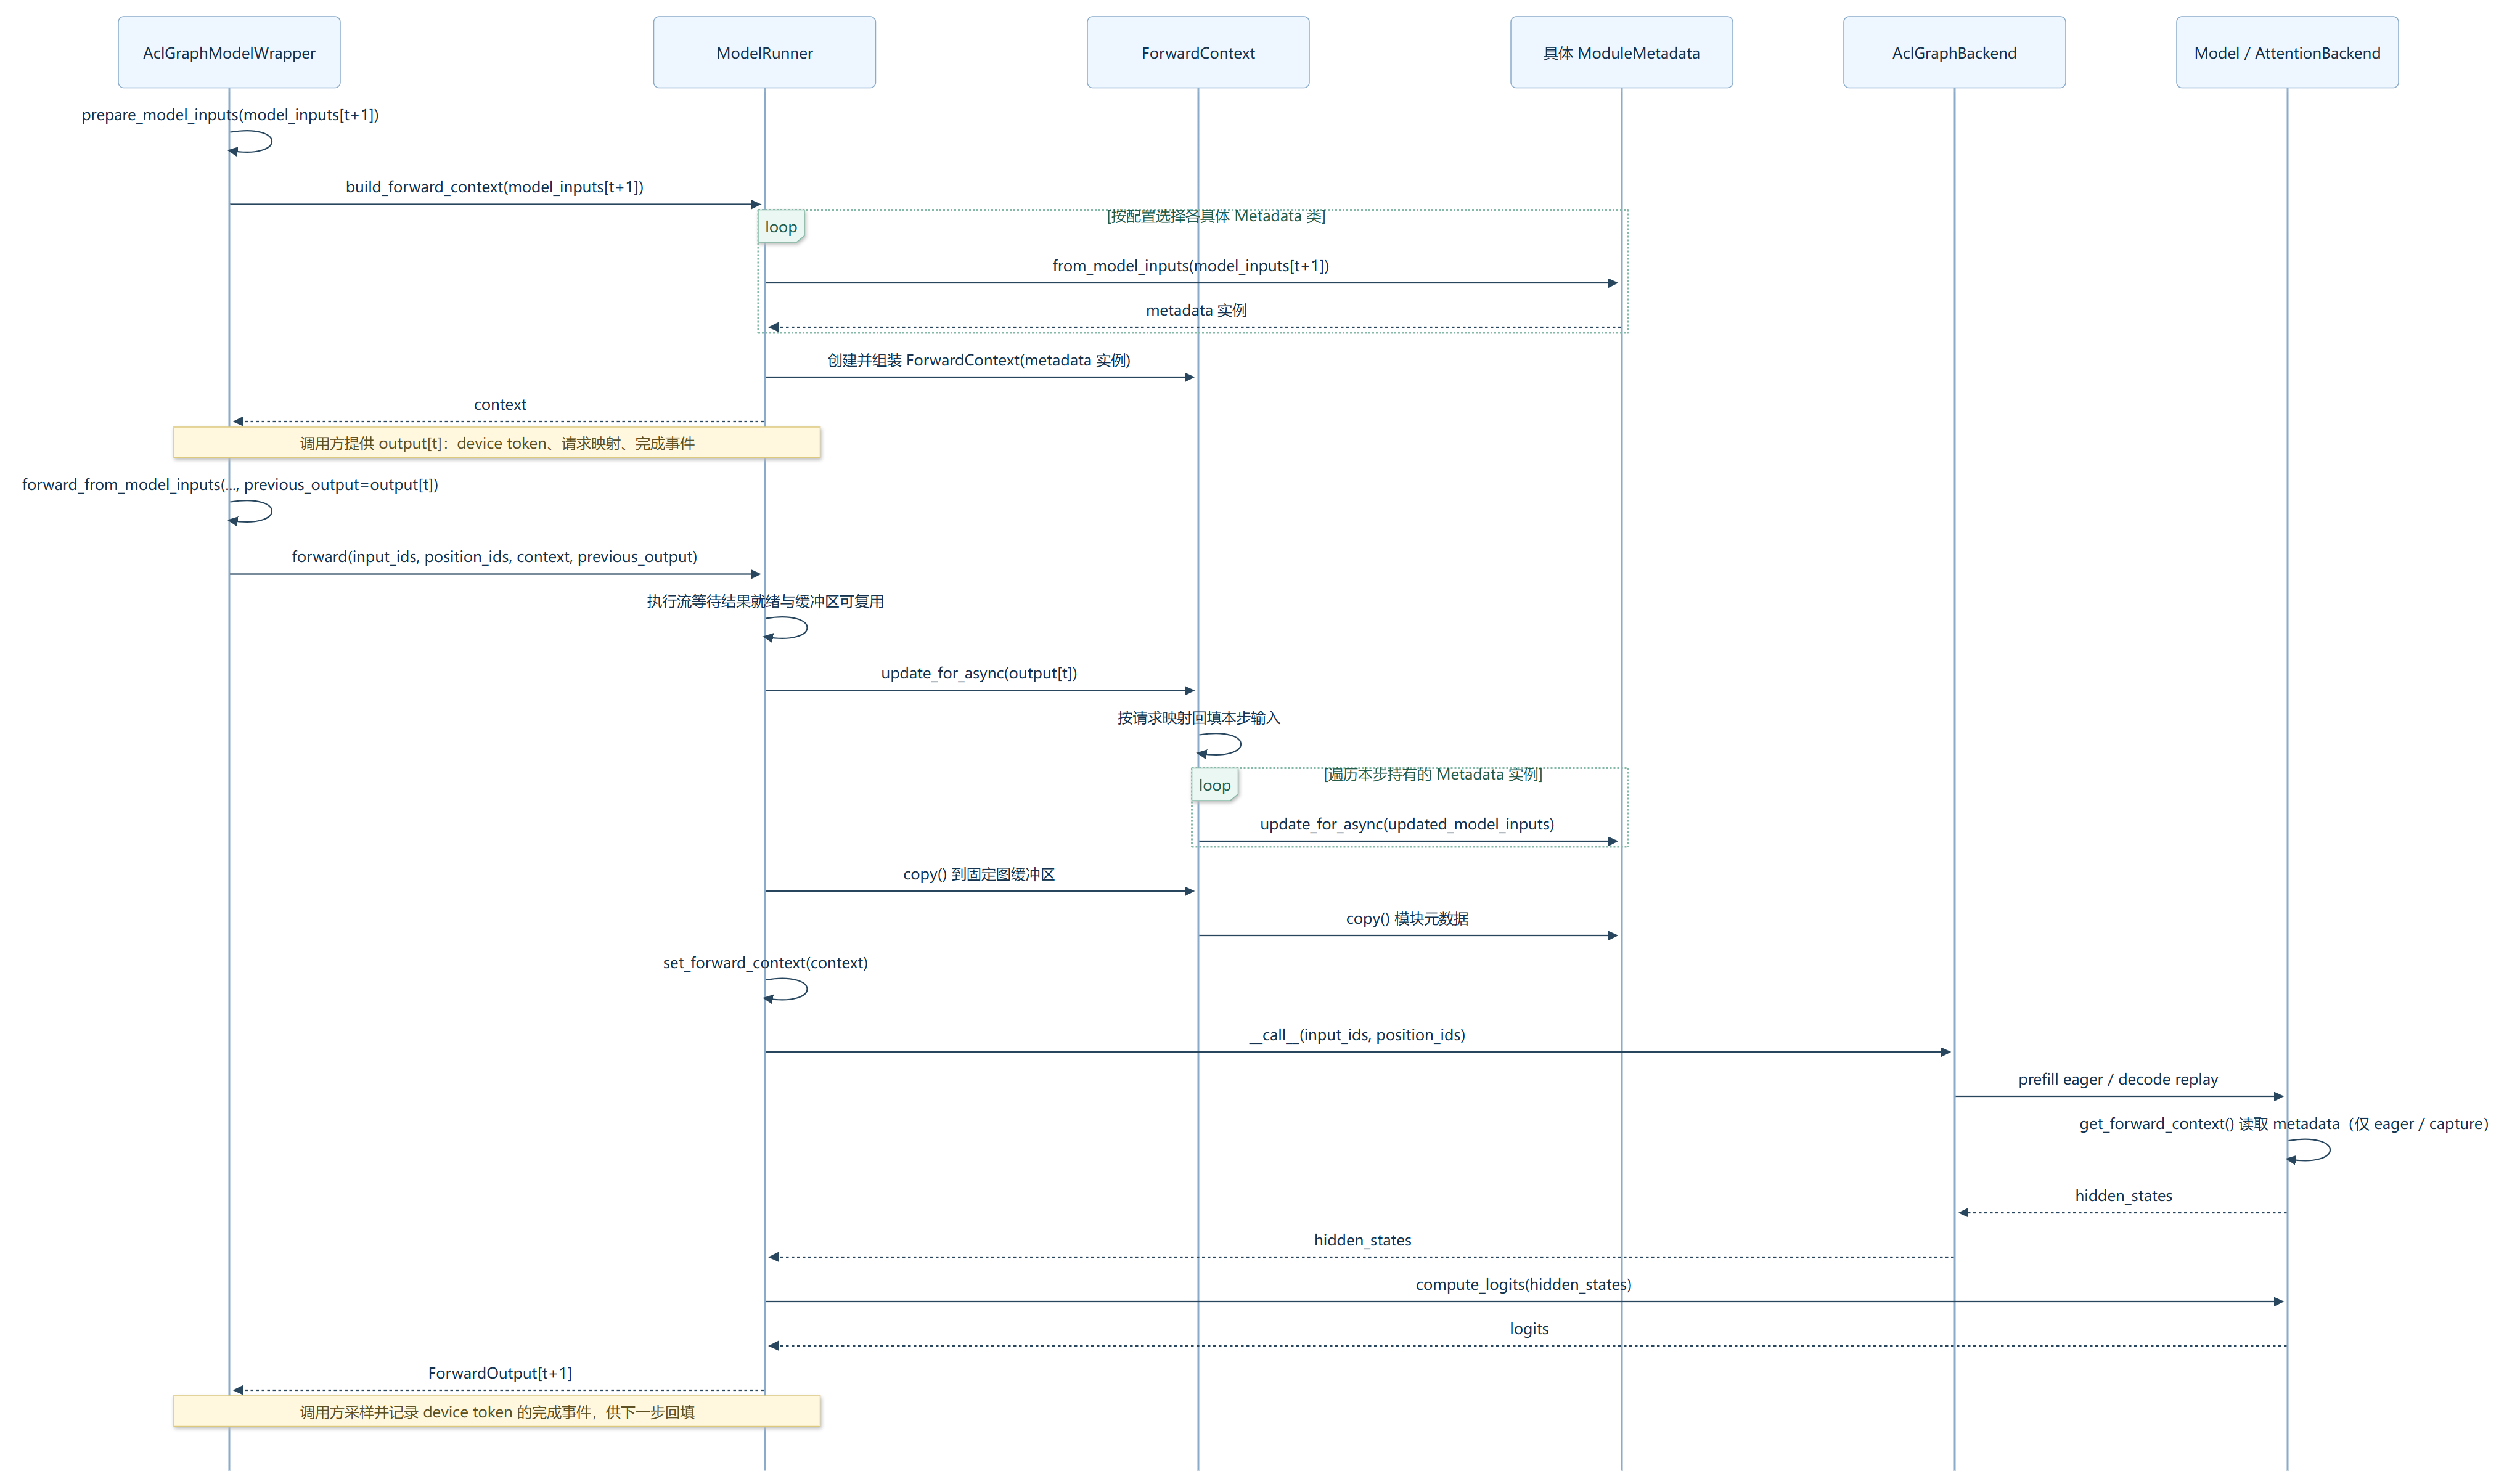 AclGraphModelWrapper
ModelRunner
ForwardContext
具体 ModuleMetadata
AclGraphBackend
Model / AttentionBackend
prepare_model_inputs(model_inputs[t+1])
build_forward_context(model_inputs[t+1])
loop
[按配置选择各具体 Metadata 类]
from_model_inputs(model_inputs[t+1])
metadata 实例
创建并组装 ForwardContext(metadata 实例)
context
调用方提供 output[t]：device token、请求映射、完成事件
forward_from_model_inputs(..., previous_output=output[t])
forward(input_ids, position_ids, context, previous_output)
执行流等待结果就绪与缓冲区可复用
update_for_async(output[t])
按请求映射回填本步输入
loop
[遍历本步持有的 Metadata 实例]
update_for_async(updated_model_inputs)
copy() 到固定图缓冲区
copy() 模块元数据
set_forward_context(context)
__call__(input_ids, position_ids)
prefill eager / decode replay
get_forward_context() 读取 metadata（仅 eager / capture）
hidden_states
hidden_states
compute_logits(hidden_states)
logits
ForwardOutput[t+1]
调用方采样并记录 device token 的完成事件，供下一步回填